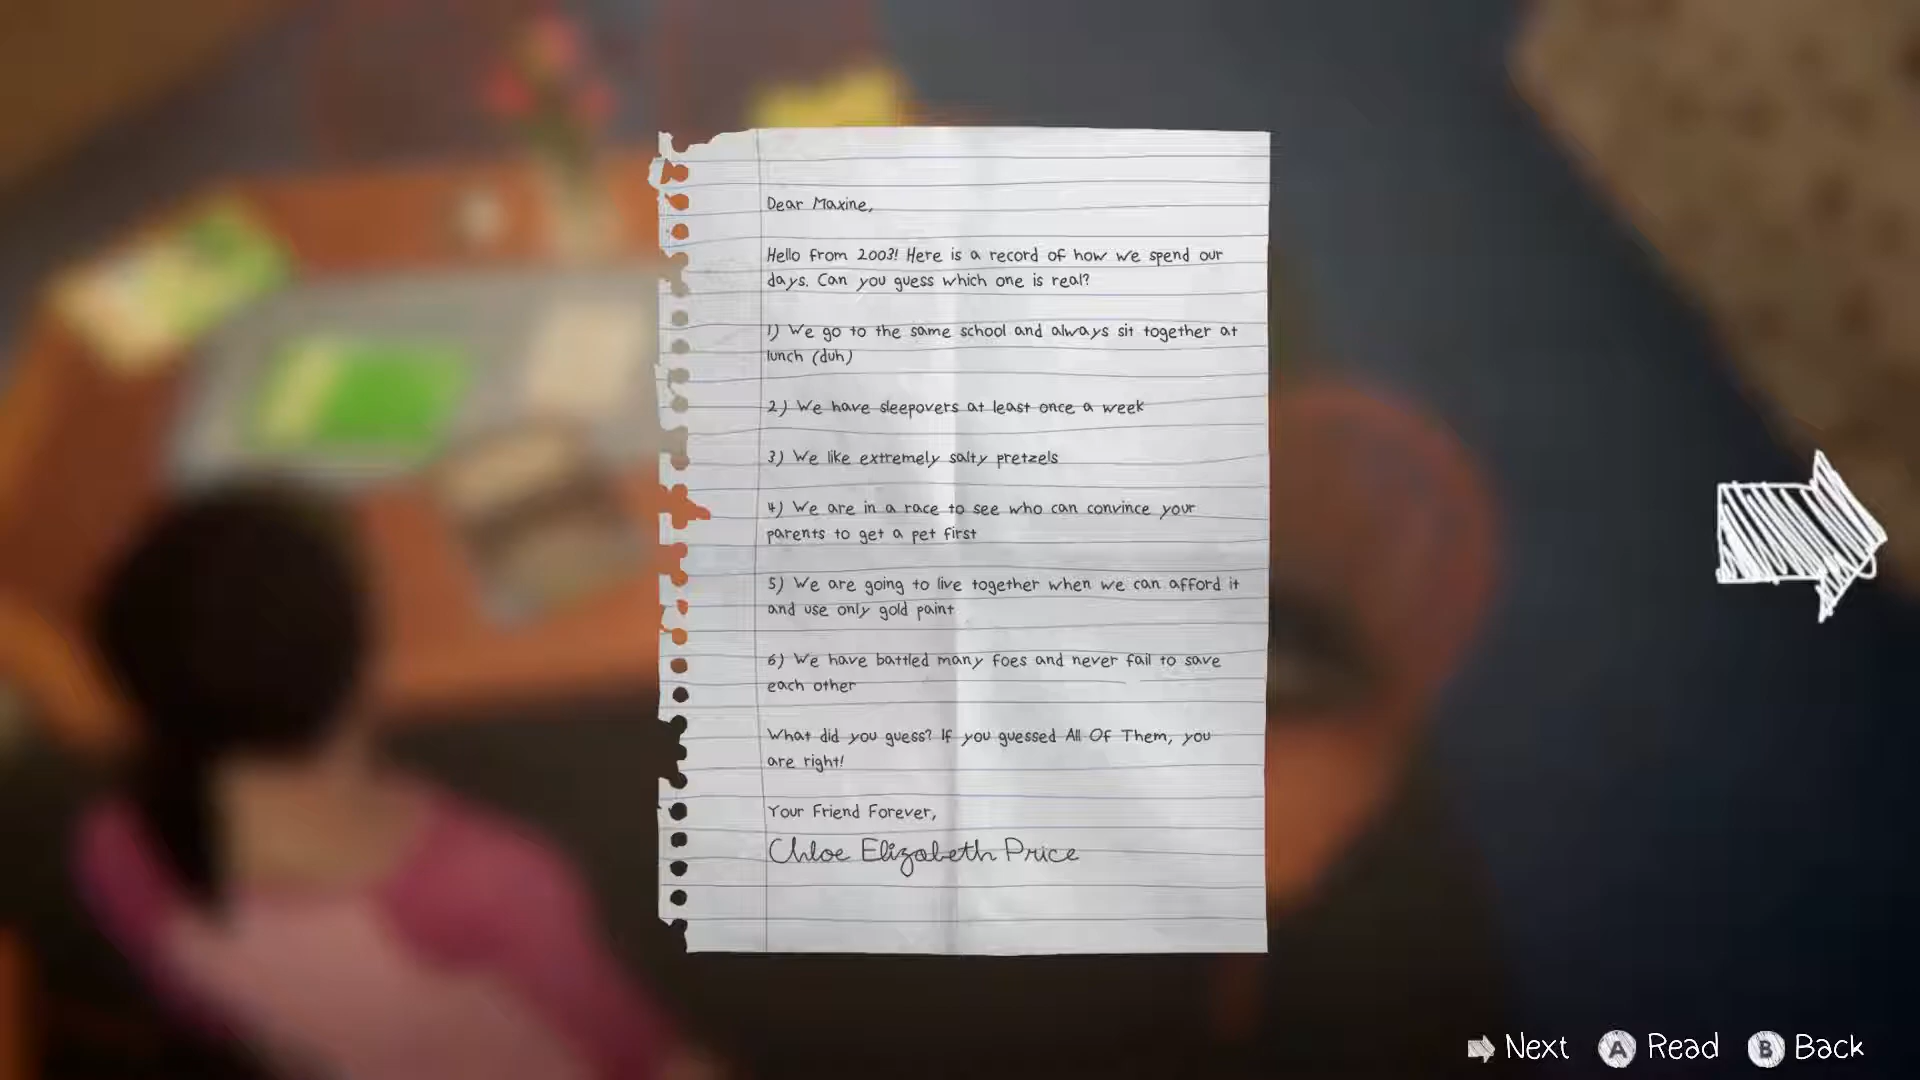 Dear Maxine,
Hello from 2003! Here is a record of how we spend our
days. Can you guess which one is real?
1) We go to the same school and always sit together at
lunch (duh)
2) We have sleepovers at least once a week
3) We like extremely salty pretzels
4) We are in a race to see who can convince your
parents to get a pet first
5) We are going to live together when we can afford it
and use only gold paint
6) We have battled many foes and never fail to save
each other
What did you guess? If you guessed All Of Them, you
are right!
Your Friend Forever,
Chloe Elizabeth Price
Next A Read B Back